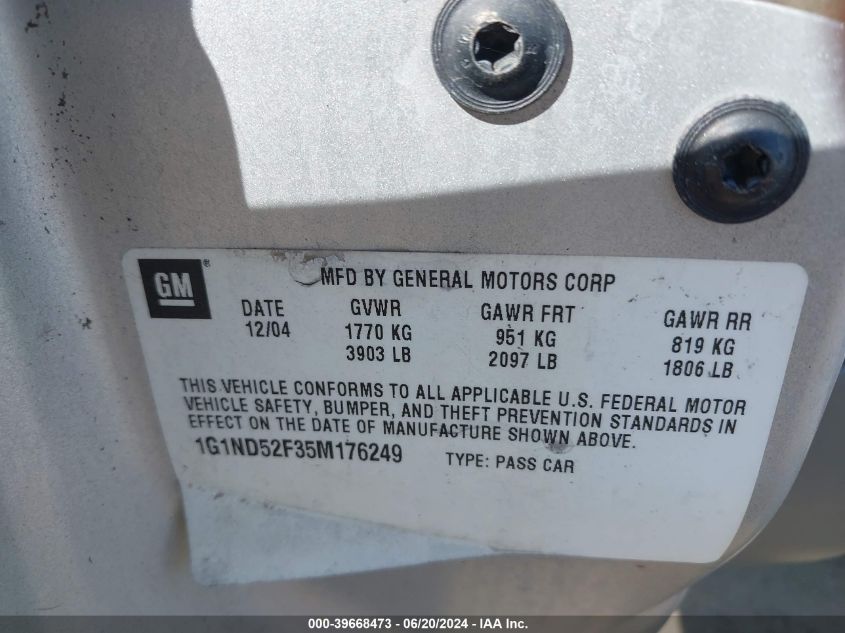 GM ®
MFD BY GENERAL MOTORS CORP
DATE GVWR GAWR FRT GAWR RR
12/04 1770 KG 951 KG 819 KG
3903 LB 2097 LB 1806 LB
THIS VEHICLE CONFORMS TO ALL APPLICABLE U.S. FEDERAL MOTOR
VEHICLE SAFETY, BUMPER, AND THEFT PREVENTION STANDARDS IN
EFFECT ON THE DATE OF MANUFACTURE SHOWN ABOVE.
1G1ND52F35M176249 TYPE: PASS CAR
000-39668473 - 06/20/2024 - IAA Inc.